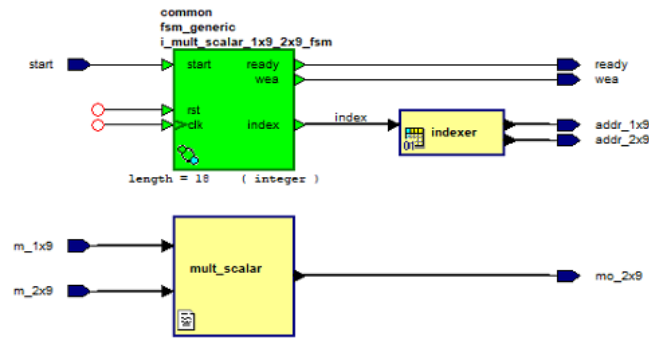 common
fsm_generic
i_mult_scalar_1x9_2x9_fsm
start start ready ready
wea wea
rst
clk index index indexer addr_1x9
01 addr_2x9
length = 18 ( integer )
m_1x9
mult_scalar mo_2x9
m_2x9